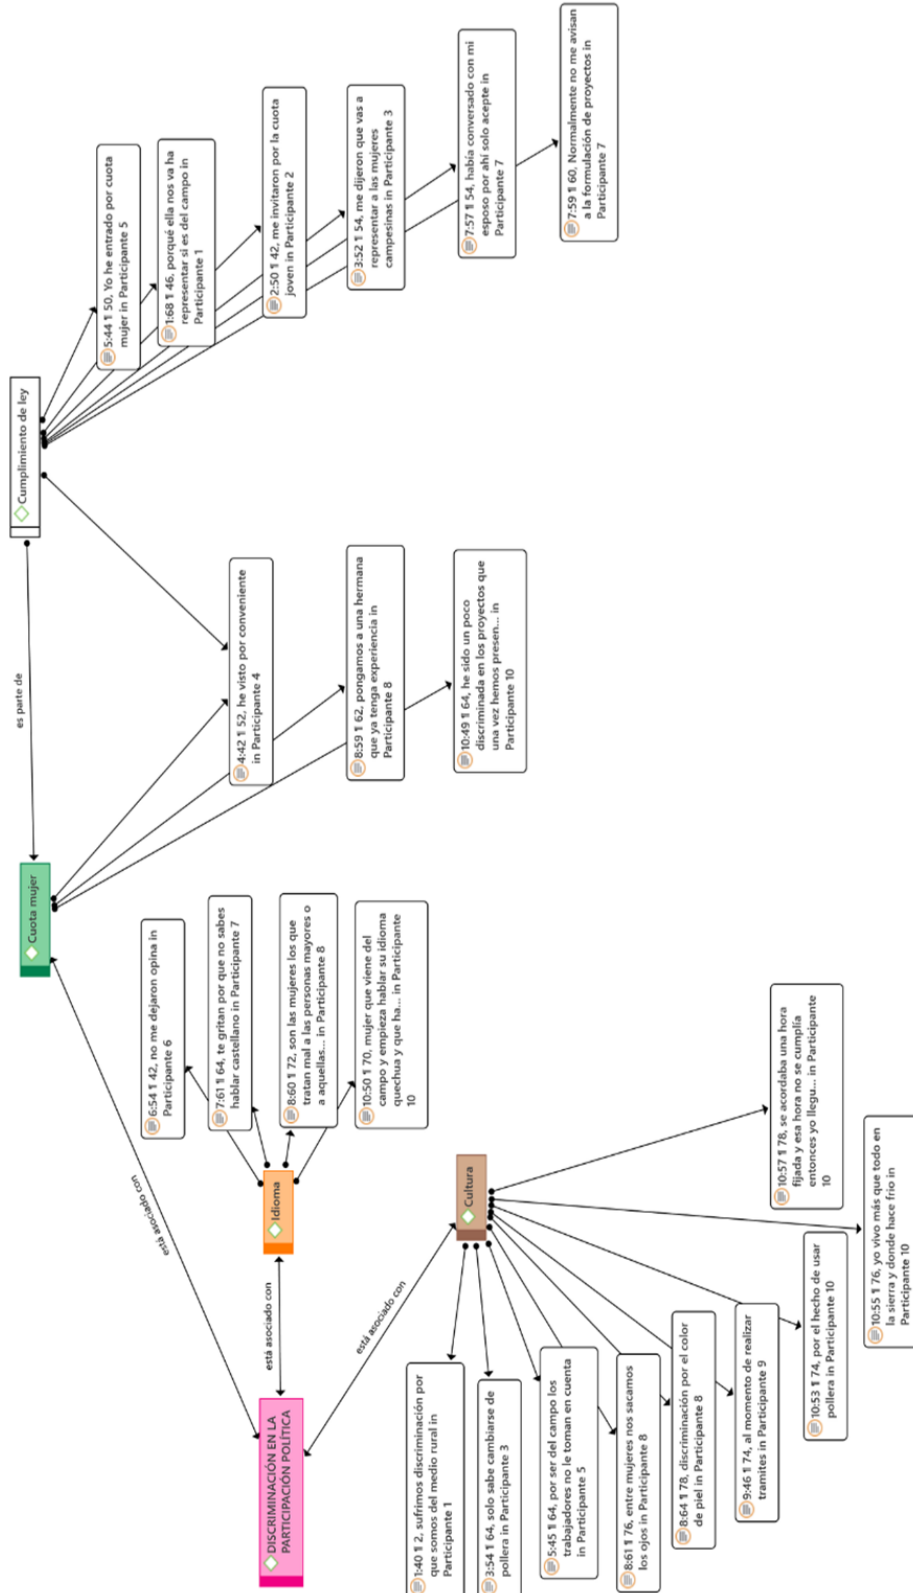 DISCRIMINACIÓN EN LA
PARTICIPACIÓN POLÍTICA
está asociado con
está asociado con
está asociado con
Cuota mujer
es parte de
Cumplimiento de ley
Idioma
Cultura
5:44 ¶ 50, Yo he entrado por cuota
mujer in Participante 5
1:68 ¶ 46, porqué ella nos va ha
representar si es del campo in
Participante 1
2:50 ¶ 42, me invitaron por la cuota
joven in Participante 2
3:52 ¶ 54, me dijeron que vas a
representar a las mujeres
campesinas in Participante 3
7:57 ¶ 54, había conversado con mi
esposo por ahí solo acepte in
Participante 7
7:59 ¶ 60, Normalmente no me avisan
a la formulación de proyectos in
Participante 7
4:42 ¶ 52, he visto por conveniente
in Participante 4
8:59 ¶ 62, pongamos a una hermana
que ya tenga experiencia in
Participante 8
10:49 ¶ 64, he sido un poco
discriminada en los proyectos que
una vez hemos presen... in
Participante 10
6:54 ¶ 42, no me dejaron opina in
Participante 6
7:61 ¶ 64, te gritan por que no sabes
hablar castellano in Participante 7
8:60 ¶ 72, son las mujeres los que
tratan mal a las personas mayores o
a aquellas... in Participante 8
10:50 ¶ 70, mujer que viene del
campo y empieza hablar su idioma
quechua y que ha... in Participante
10
1:40 ¶ 2, sufrimos discriminación por
que somos del medio rural in
Participante 1
3:54 ¶ 64, solo sabe cambiarse de
pollera in Participante 3
5:45 ¶ 64, por ser del campo los
trabajadores no le toman en cuenta
in Participante 5
8:61 ¶ 76, entre mujeres nos sacamos
los ojos in Participante 8
8:64 ¶ 78, discriminación por el color
de piel in Participante 8
9:46 ¶ 74, al momento de realizar
tramites in Participante 9
10:53 ¶ 74, por el hecho de usar
pollera in Participante 10
10:55 ¶ 76, yo vivo más que todo en
la sierra y donde hace frio in
Participante 10
10:57 ¶ 78, se acordaba una hora
fijada y esa hora no se cumplía
entonces yo llegu... in Participante
10